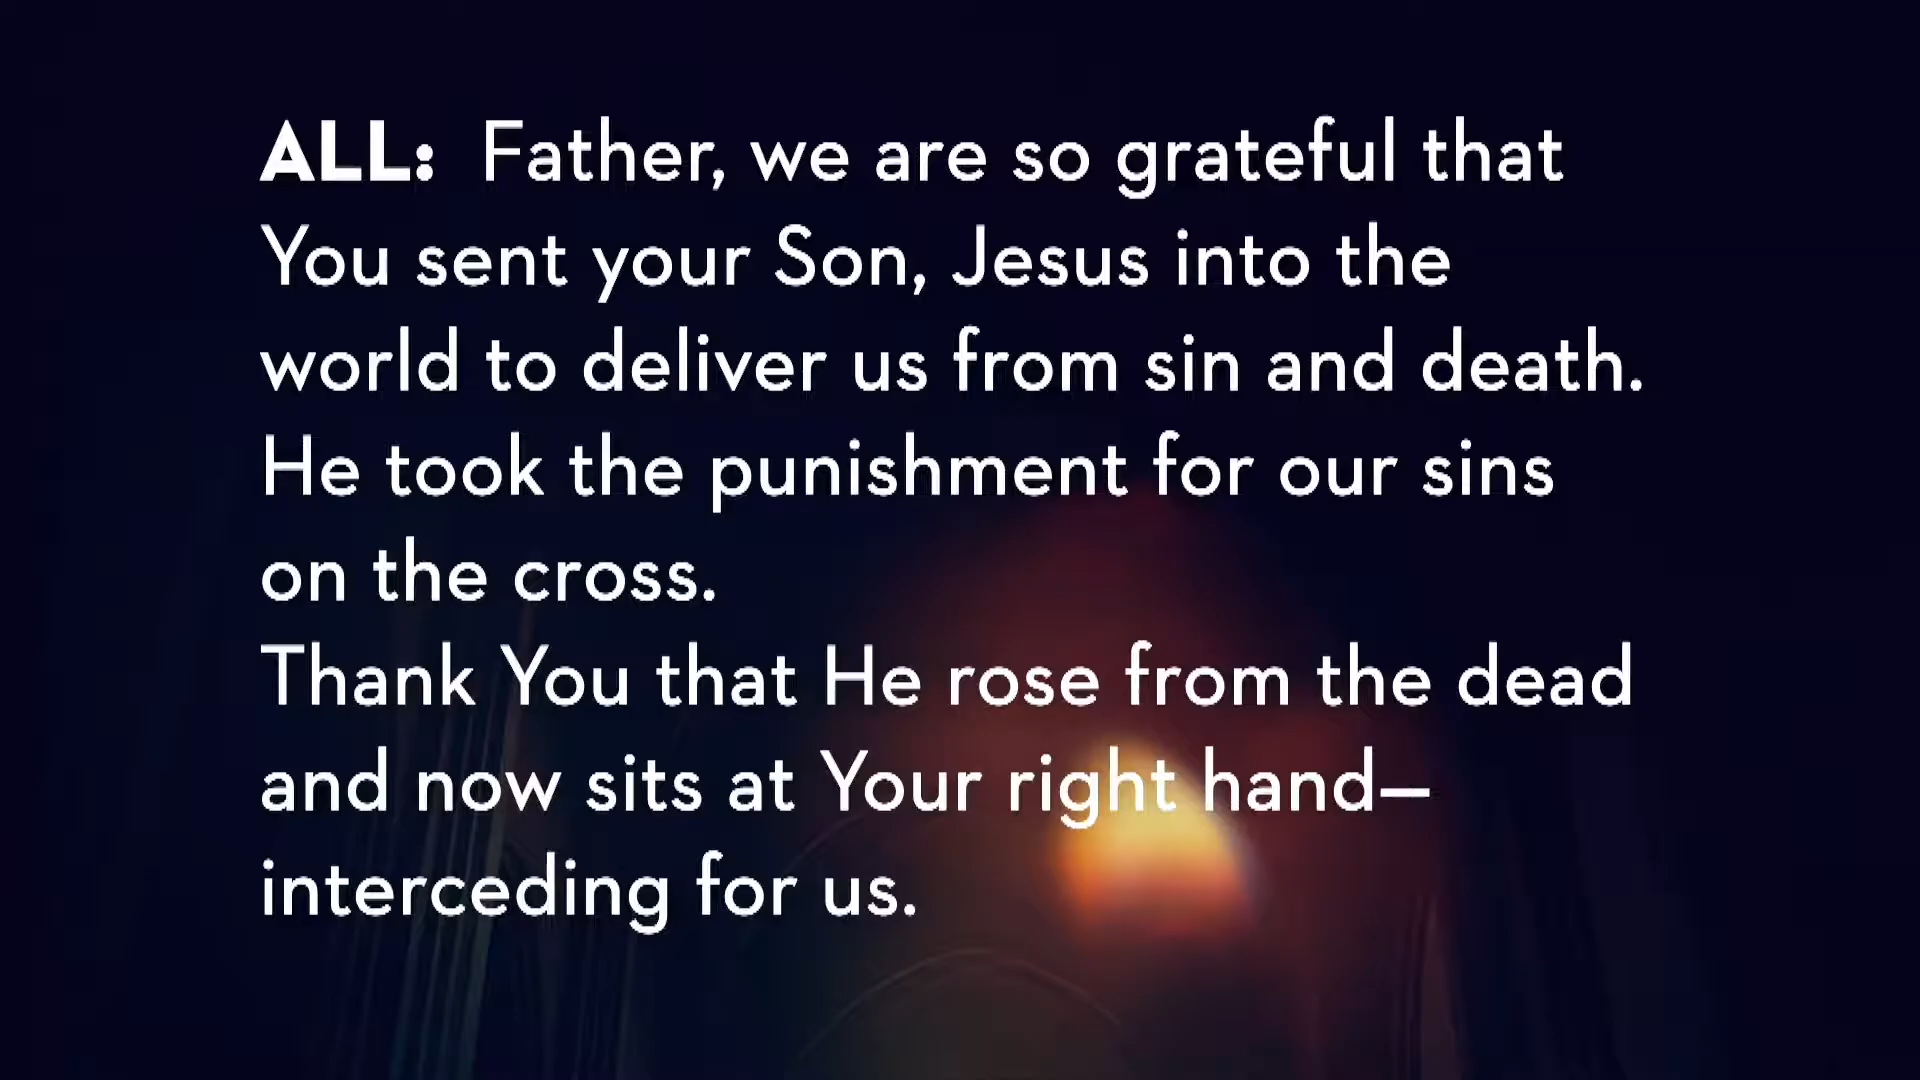 ALL: Father, we are so grateful that
You sent your Son, Jesus into the
world to deliver us from sin and death.
He took the punishment for our sins
on the cross.
Thank You that He rose from the dead
and now sits at Your right hand—
interceding for us.